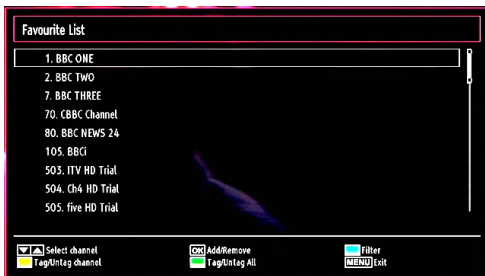 Favourite List
1. BBC ONE
2. BBC TWO
7. BBC THREE
70. CBBC Channel
80. BBC NEWS 24
105. BBCi
503. ITV HD Trial
504. Ch4 HD Trial
505. five HD Trial
Select channel OK Add/Remove Filter
Tag/Untag channel Tag/Untag All MENU Exit